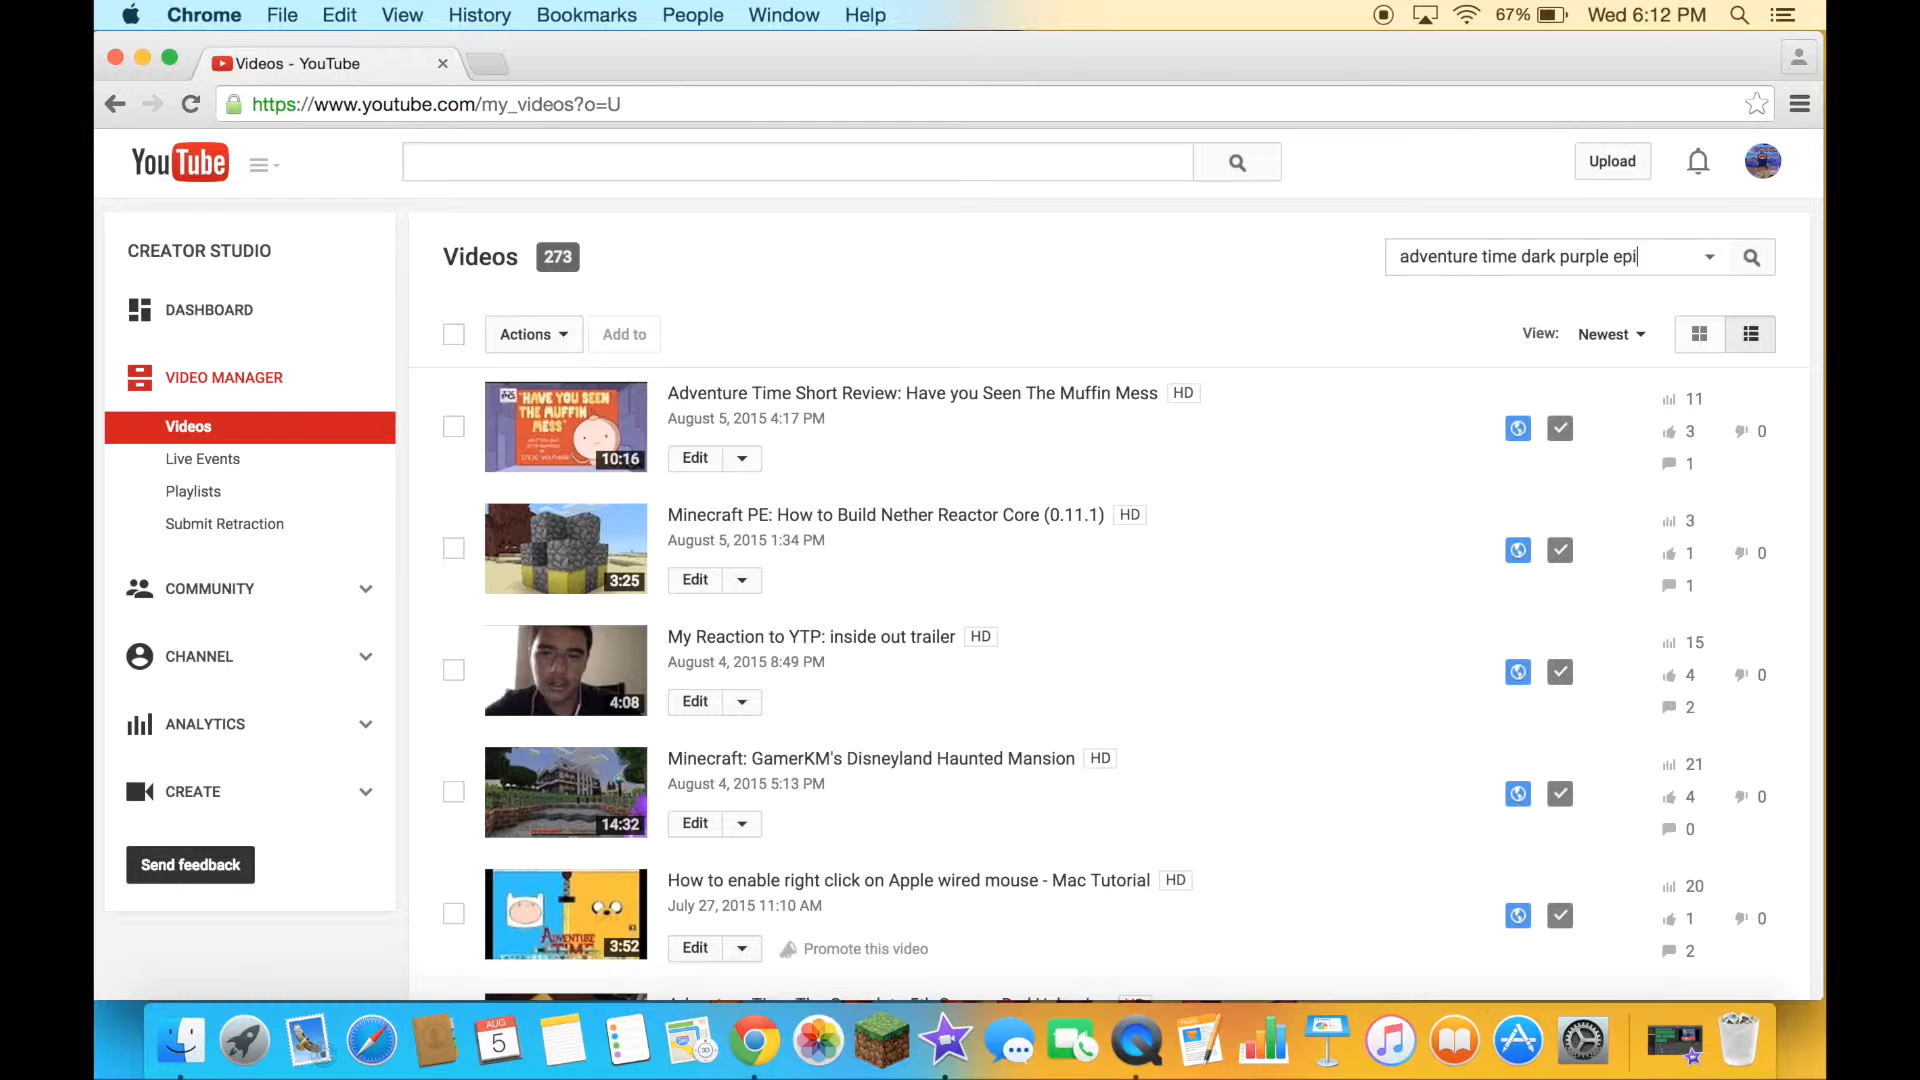 Chrome File Edit View History Bookmarks People Window Help 67% Wed 6:12 PM
Videos - YouTube
https://www.youtube.com/my_videos?o=U
YouTube Upload
CREATOR STUDIO
DASHBOARD
VIDEO MANAGER
Videos
Live Events
Playlists
Submit Retraction
COMMUNITY
CHANNEL
ANALYTICS
CREATE
Send feedback
Videos 273 adventure time dark purple epi
Actions Add to View: Newest
HAVE YOU SEEN
THE MUFFIN
MESS
10:16
Adventure Time Short Review: Have you Seen The Muffin Mess HD
August 5, 2015 4:17 PM
Edit
11
3 0
1
3:25
Minecraft PE: How to Build Nether Reactor Core (0.11.1) HD
August 5, 2015 1:34 PM
Edit
3
1 0
1
4:08
My Reaction to YTP: inside out trailer HD
August 4, 2015 8:49 PM
Edit
15
4 0
2
14:32
Minecraft: GamerKM's Disneyland Haunted Mansion HD
August 4, 2015 5:13 PM
Edit
21
4 0
0
ADVENTURE
TIME
3:52
How to enable right click on Apple wired mouse - Mac Tutorial HD
July 27, 2015 11:10 AM
Edit Promote this video
20
1 0
2
AUG
5